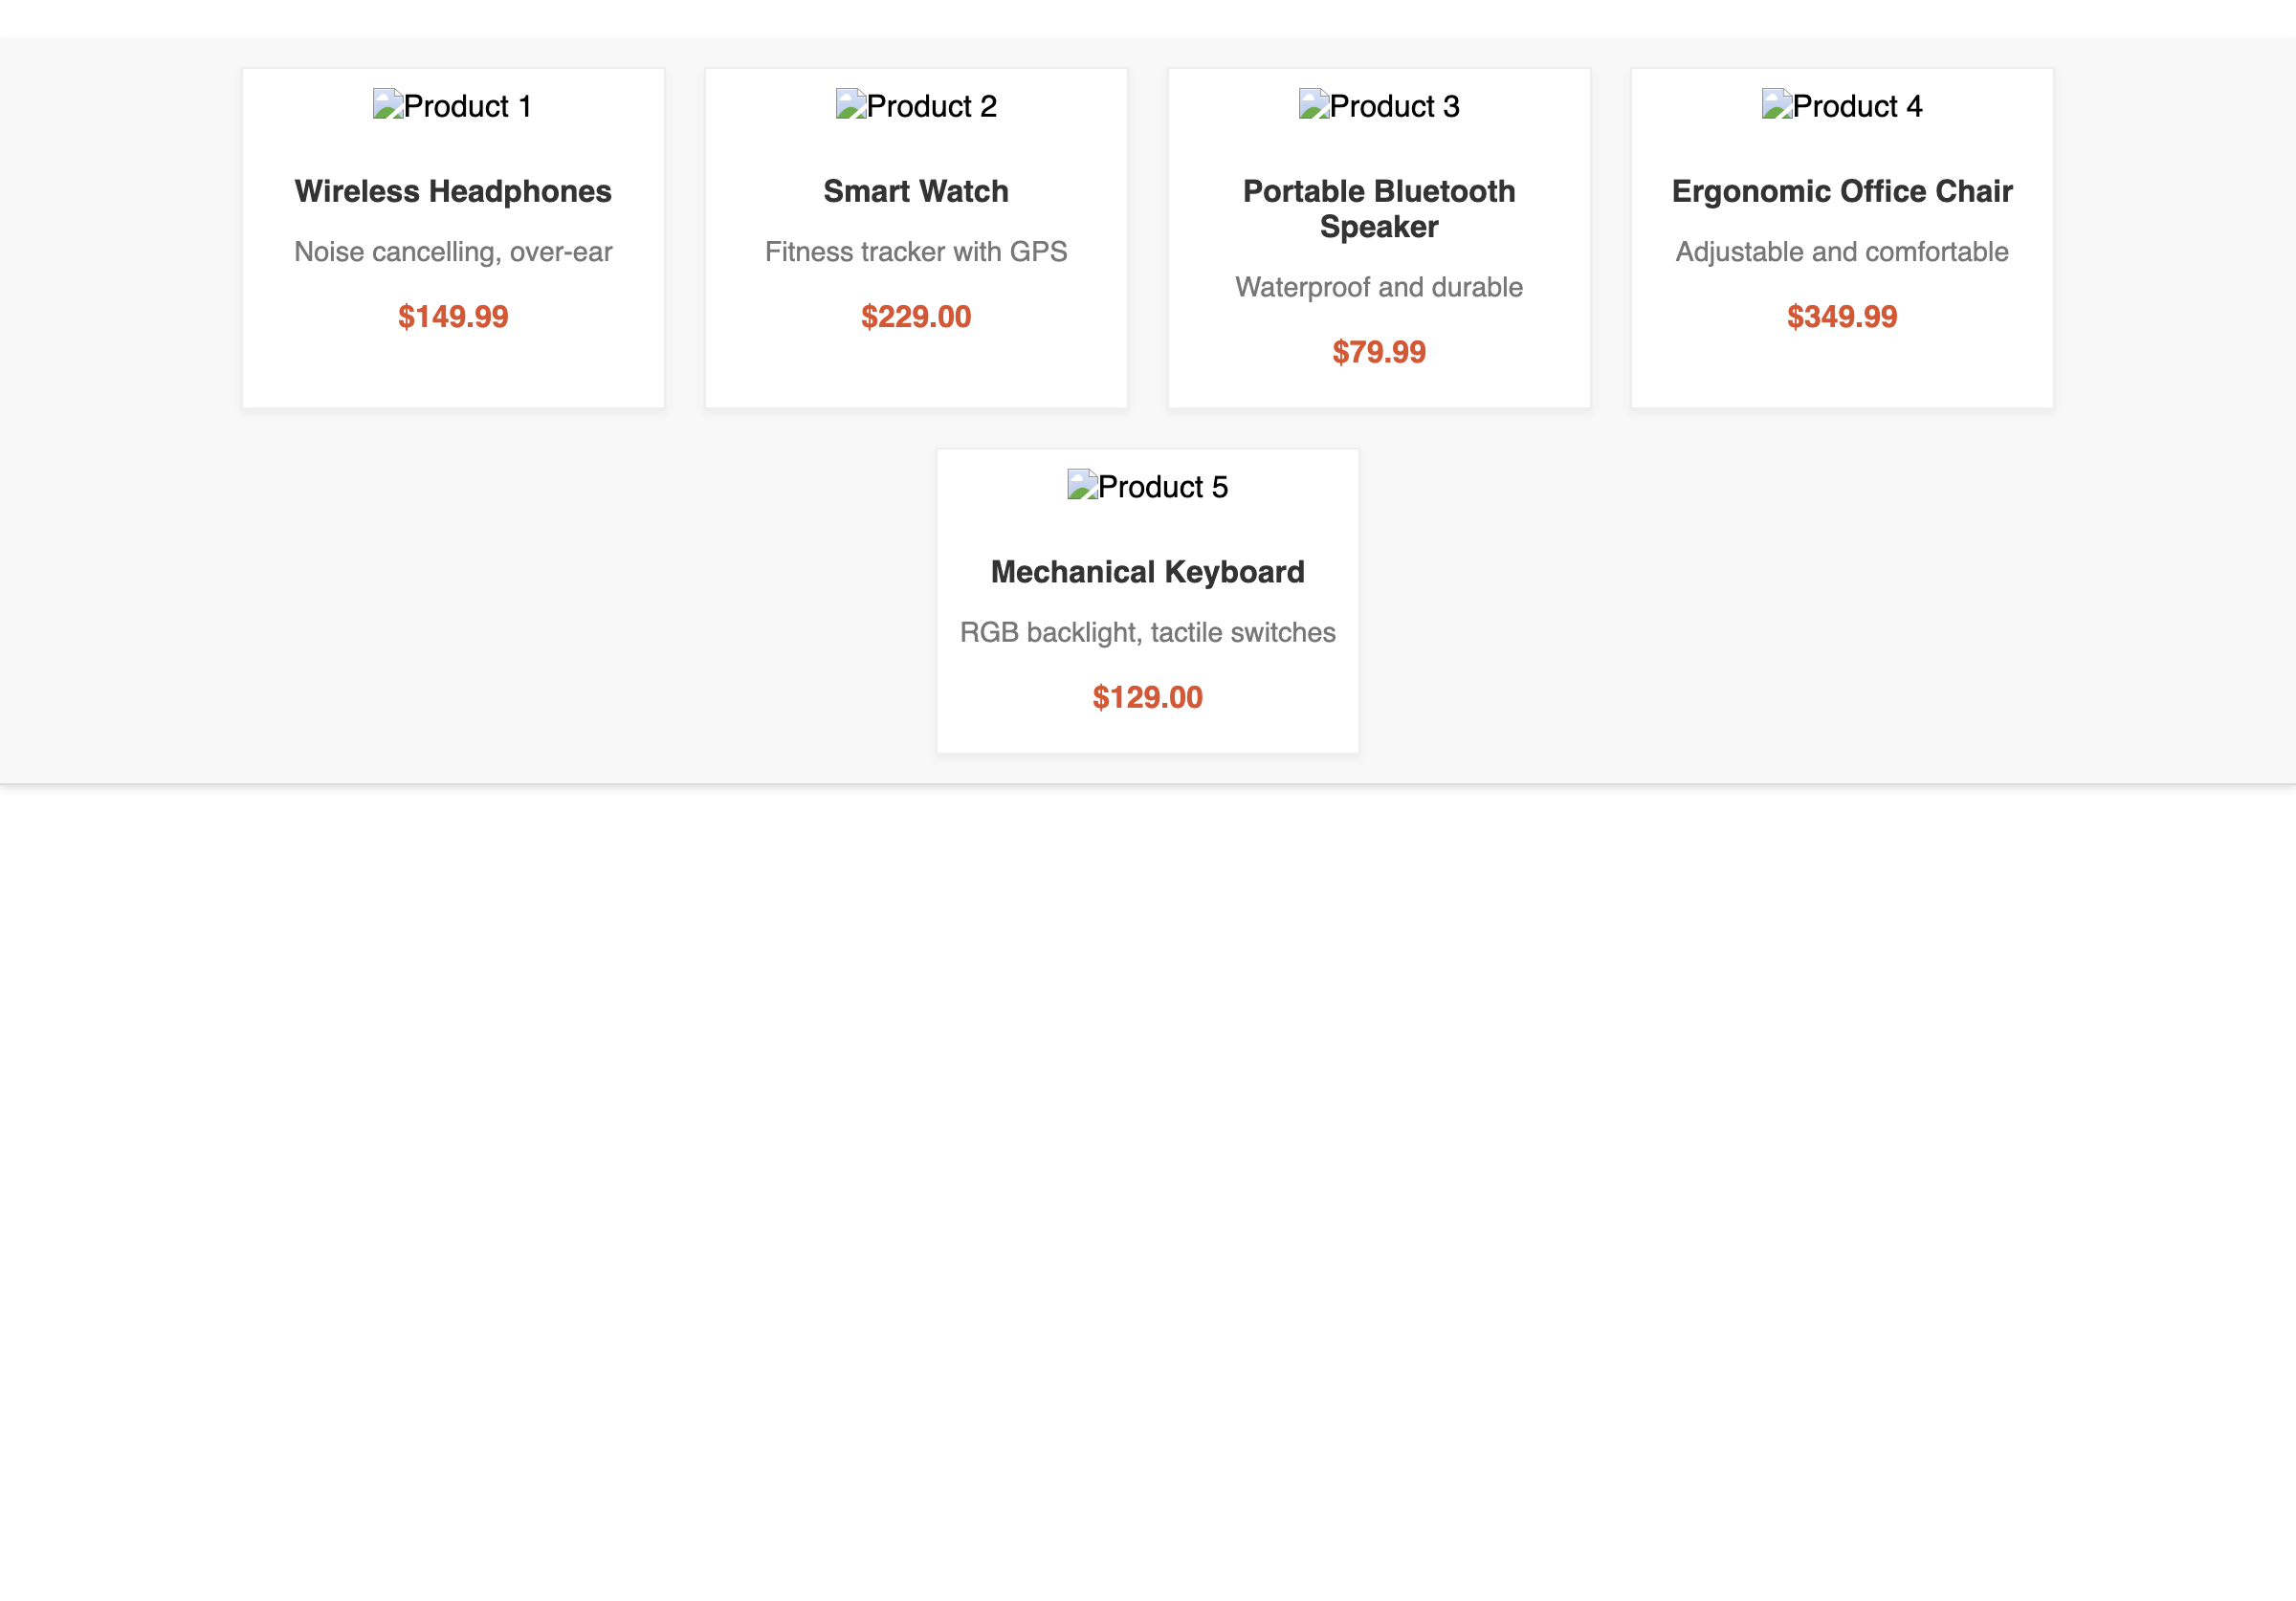 Product 1
Wireless Headphones
Noise cancelling, over-ear
$149.99
Product 2
Smart Watch
Fitness tracker with GPS
$229.00
Product 3
Portable Bluetooth
Speaker
Waterproof and durable
$79.99
Product 4
Ergonomic Office Chair
Adjustable and comfortable
$349.99
Product 5
Mechanical Keyboard
RGB backlight, tactile switches
$129.00